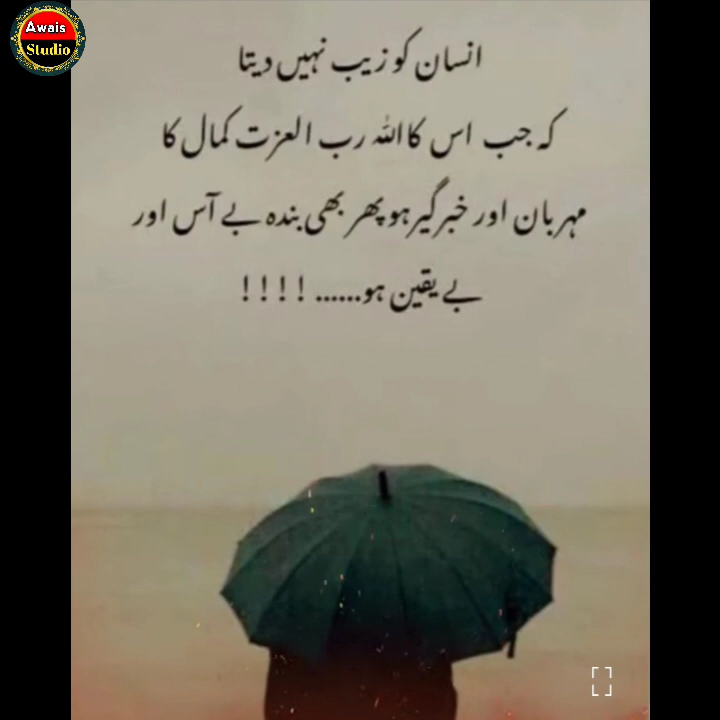 Awais
Studio
انسان کو زیب نہیں دیتا
کہ جب اس کا اللہ رب العزت کمال کا
مہربان اور خبر گیر ہو پھر بھی بندہ بے آس اور
بے یقین ہو...... !!!!